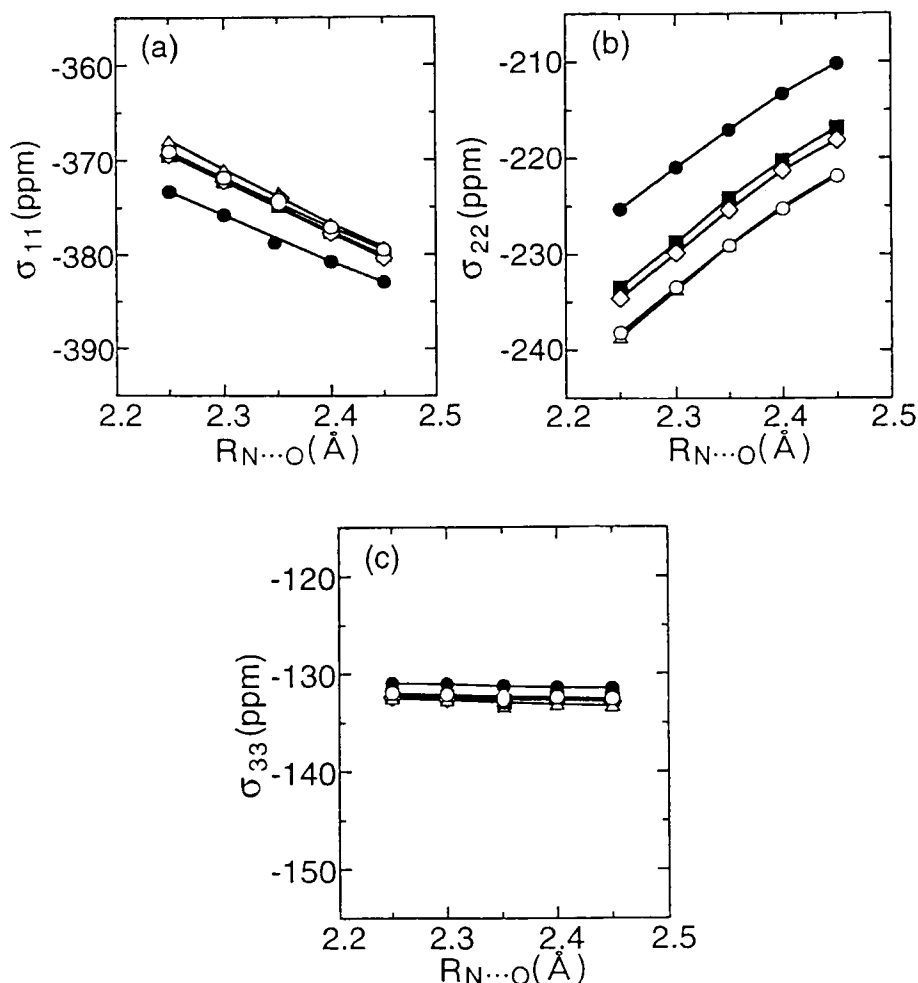 (a)
σ11(ppm)
-360
-370
-380
-390
2.2 2.3 2.4 2.5
RN···O(Å)
(b)
σ22(ppm)
-210
-220
-230
-240
2.2 2.3 2.4 2.5
RN···O(Å)
(c)
σ33(ppm)
-120
-130
-140
-150
2.2 2.3 2.4 2.5
RN···O(Å)